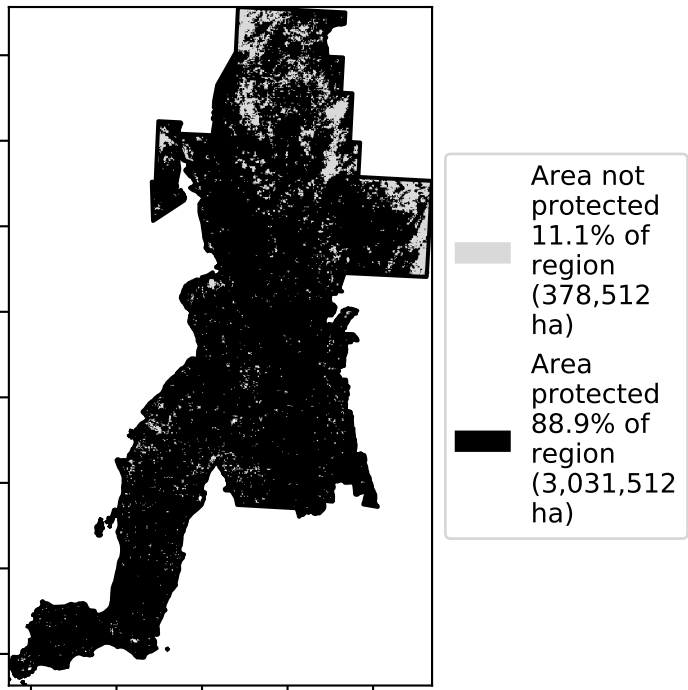 Area not
protected
11.1% of
region
(378,512
ha)
Area
protected
88.9% of
region
(3,031,512
ha)